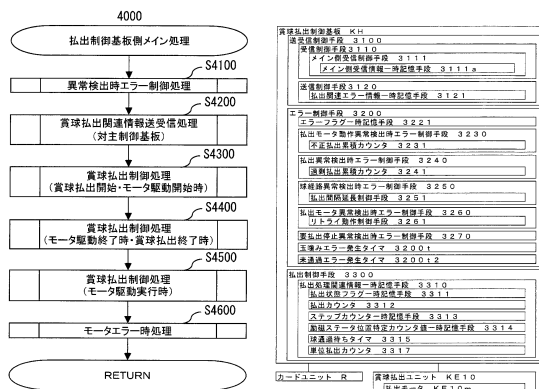 4000
払出制御基板側メイン処理
S4100
異常検出時エラー制御処理
S4200
賞球払出関連情報送受信処理
(対主制御基板)
S4300
賞球払出制御処理
(賞球払出開始・モータ駆動開始時)
S4400
賞球払出制御処理
(モータ駆動終了時・賞球払出終了時)
S4500
賞球払出制御処理
(モータ駆動実行時)
S4600
モータエラー時処理
RETURN
賞球払出制御基板 KH
送受信制御手段 3100
受信制御手段3110
メイン側受信制御手段 3111
メイン側受信情報一時記憶手段 3111a
送信制御手段3120
払出関連エラー情報一時記憶手段 3121
エラー制御手段 3200
エラーフラグ一時記憶手段 3221
払出モータ動作異常検出時エラー制御手段 3230
不正払出累積カウンタ 3231
払出異常検出時エラー制御手段 3240
過剰払出累積カウンタ 3241
球経路異常検出時エラー制御手段 3250
払出間隔延長制御手段 3251
払出モータ異常検出時エラー制御手段 3260
リトライ動作制御手段 3261
要払出停止異常検出時エラー制御手段 3270
玉噛みエラー発生タイマ 3200t
未通過エラー発生タイマ 3200t2
払出制御手段 3300
払出処理関連情報一時記憶手段 3310
払出状態フラグ一時記憶手段 3311
払出カウンタ 3312
ステップカウンタ一時記憶手段 3313
励磁ステータ位置特定カウンタ値一時記憶手段 3314
球通過待ちタイマ 3315
単位払出カウンタ 3317
カードユニット R
賞球払出ユニット KE10
払出モータ KE10m